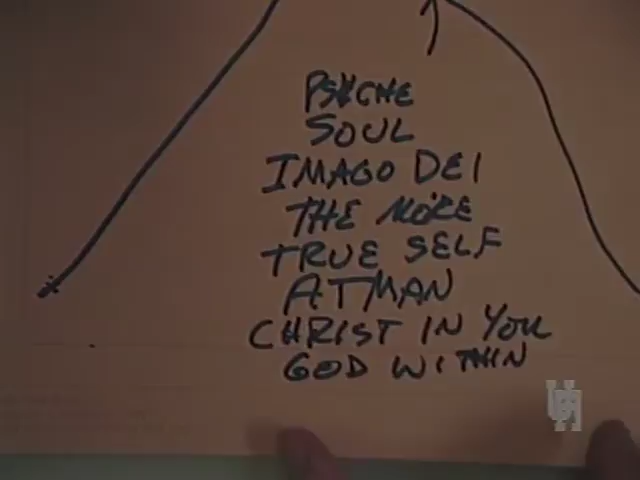 PSYCHE
SOUL
IMAGO DEI
THE MORE
TRUE SELF
ATMAN
CHRIST IN YOU
GOD WITHIN